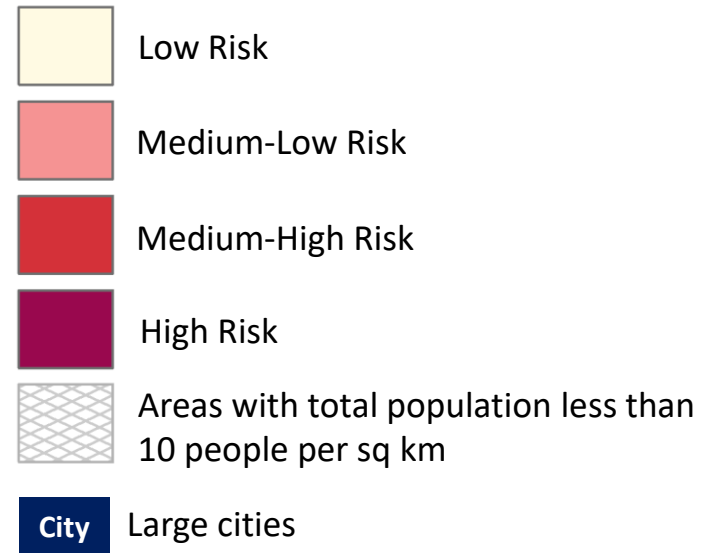 Low Risk
Medium-Low Risk
Medium-High Risk
High Risk
Areas with total population less than
10 people per sq km
City Large cities